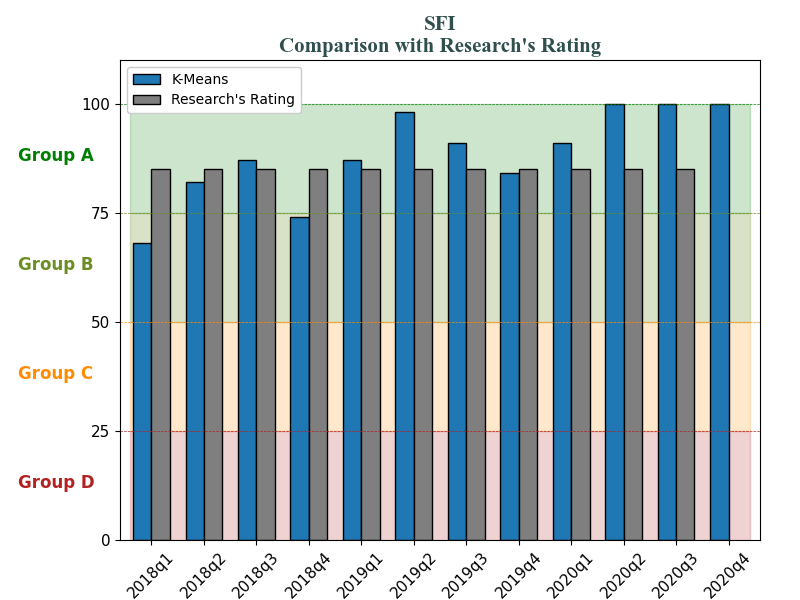 SFI
Comparison with Research's Rating
K-Means
Research's Rating
100
Group A
75
Group B
50
Group C
25
Group D
0
2018q1
2018q2
2018q3
2018q4
2019q1
2019q2
2019q3
2019q4
2020q1
2020q2
2020q3
2020q4